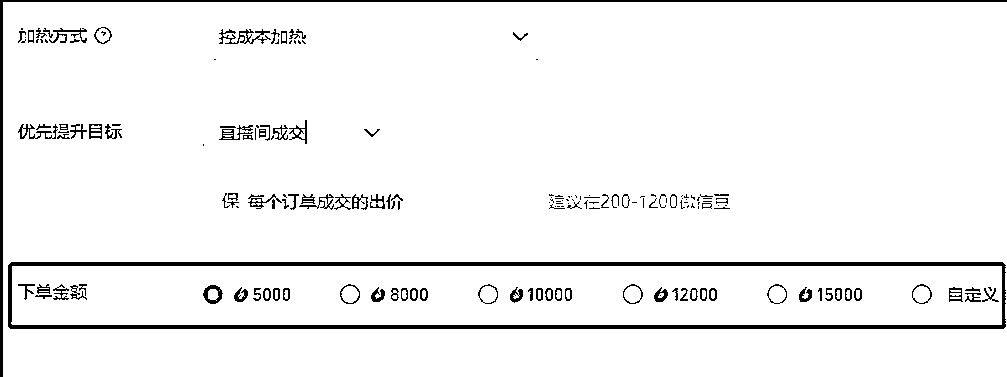 加热方式 ? 控成本加热
优先提升目标 直播间成交
保 每个订单成交的出价 建议在200-1200微信豆
下单金额 5000 8000 10000 12000 15000 自定义